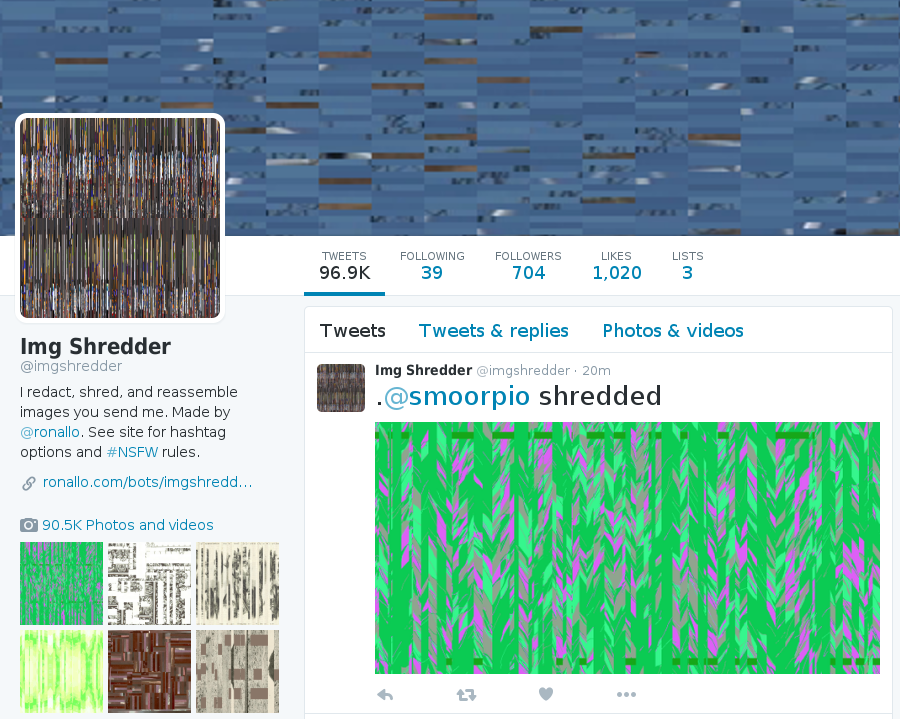 TWEETS FOLLOWING FOLLOWERS LIKES LISTS
96.9K 39 704 1,020 3
Img Shredder
@imgshredder
I redact, shred, and reassemble
images you send me. Made by
@ronallo. See site for hashtag
options and #NSFW rules.
ronallo.com/bots/imgshredd...
90.5K Photos and videos
Tweets Tweets & replies Photos & videos
Img Shredder @imgshredder · 20m
.@smoorpio shredded